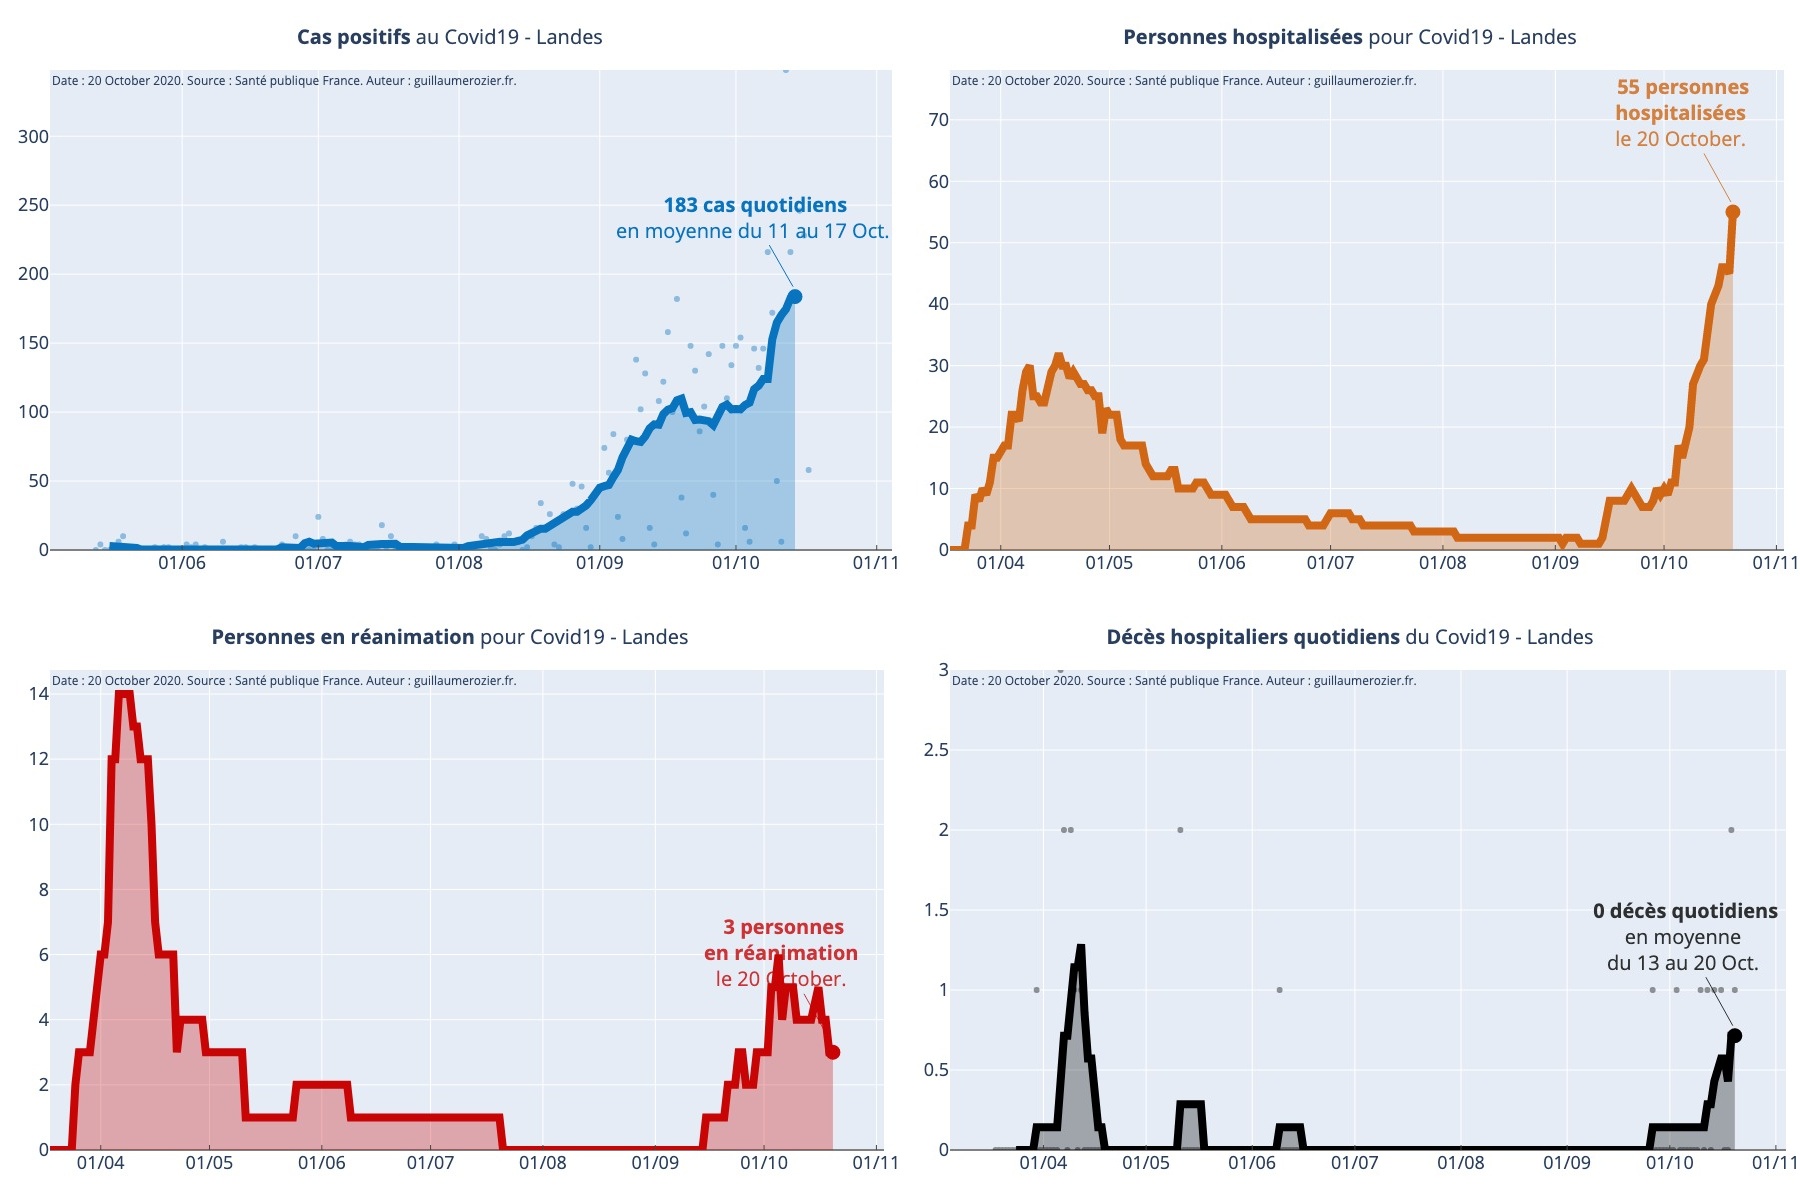 Cas positifs au Covid19 - Landes
Date : 20 October 2020. Source : Santé publique France. Auteur : guillaumerozier.fr.
300
250
200
150
100
50
0
183 cas quotidiens
en moyenne du 11 au 17 Oct.
01/06 01/07 01/08 01/09 01/10 01/11
Personnes hospitalisées pour Covid19 - Landes
Date : 20 October 2020. Source : Santé publique France. Auteur : guillaumerozier.fr.
70
60
50
40
30
20
10
0
55 personnes
hospitalisées
le 20 October.
01/04 01/05 01/06 01/07 01/08 01/09 01/10 01/11
Personnes en réanimation pour Covid19 - Landes
Date : 20 October 2020. Source : Santé publique France. Auteur : guillaumerozier.fr.
14
12
10
8
6
4
2
0
3 personnes
en réanimation
le 20 October.
01/04 01/05 01/06 01/07 01/08 01/09 01/10 01/11
Décès hospitaliers quotidiens du Covid19 - Landes
Date : 20 October 2020. Source : Santé publique France. Auteur : guillaumerozier.fr.
3
2.5
2
1.5
1
0.5
0
0 décès quotidiens
en moyenne
du 13 au 20 Oct.
01/04 01/05 01/06 01/07 01/08 01/09 01/10 01/11